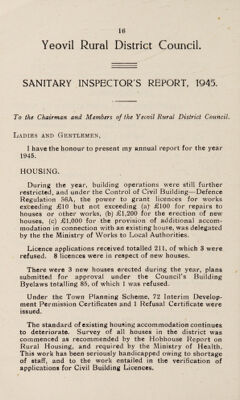 16
Yeovil Rural District Council.
SANITARY INSPECTOR'S REPORT, 1945.
To the Chairman and Members of the Yeovil Rural District Council.
LADIES AND GENTLEMEN,
I have the honour to present my annual report for the year
1945.
HOUSING.
During the year, building operations were still further
restricted, and under the Control of Civil Building—Defence
Regulation 56A, the power to grant licences for works
exceeding £10 but not exceeding (a) £100 for repairs to
houses or other works, (b) £1,200 for the erection of new
houses, (c) £1,000 for the provision of additional accom-
modation in connection with an existing house, was delegated
by the the Ministry of Works to Local Authorities.
Licence applications received totalled 211, of which 3 were
refused. 8 licences were in respect of new houses.
There were 3 new houses erected during the year, plans
submitted for approval under the Council's Building
Byelaws totalling 85, of which 1 was refused.
Under the Town Planning Scheme, 72 Interim Develop-
ment Permission Certificates and 1 Refusal Certificate were
issued.
The standard of existing housing accommodation continues
to deteriorate. Survey of all houses in the district was
commenced as recommended by the Hobhouse Report on
Rural Housing, and required by the Ministry of Health.
This work has been seriously handicapped owing to shortage
of staff, and to the work entailed in the verification of
applications for Civil Building Licences.